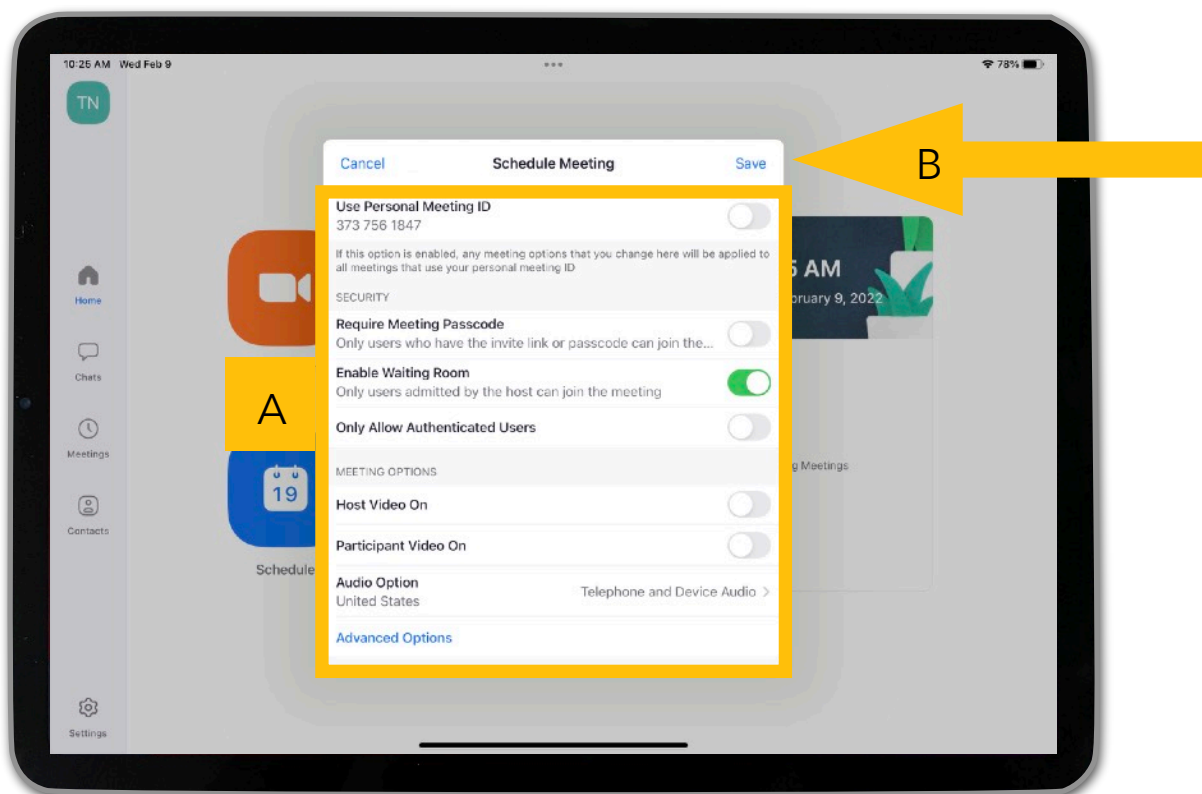 10:25 AM Wed Feb 9
78%
TN
Cancel
Schedule Meeting
Save
B
Use Personal Meeting ID
373 756 1847
If this option is enabled, any meeting options that you change here will be applied to
all meetings that use your personal meeting ID
5 AM
bruary 9, 2022
SECURITY
Home
Require Meeting Passcode
Only users who have the invite link or passcode can join the...
Chats
Enable Waiting Room
Only users admitted by the host can join the meeting
A
Only Allow Authenticated Users
Meetings
MEETING OPTIONS
g Meetings
19
Host Video On
Contacts
Participant Video On
Schedule
Audio Option
United States
Telephone and Device Audio >
Advanced Options
Settings